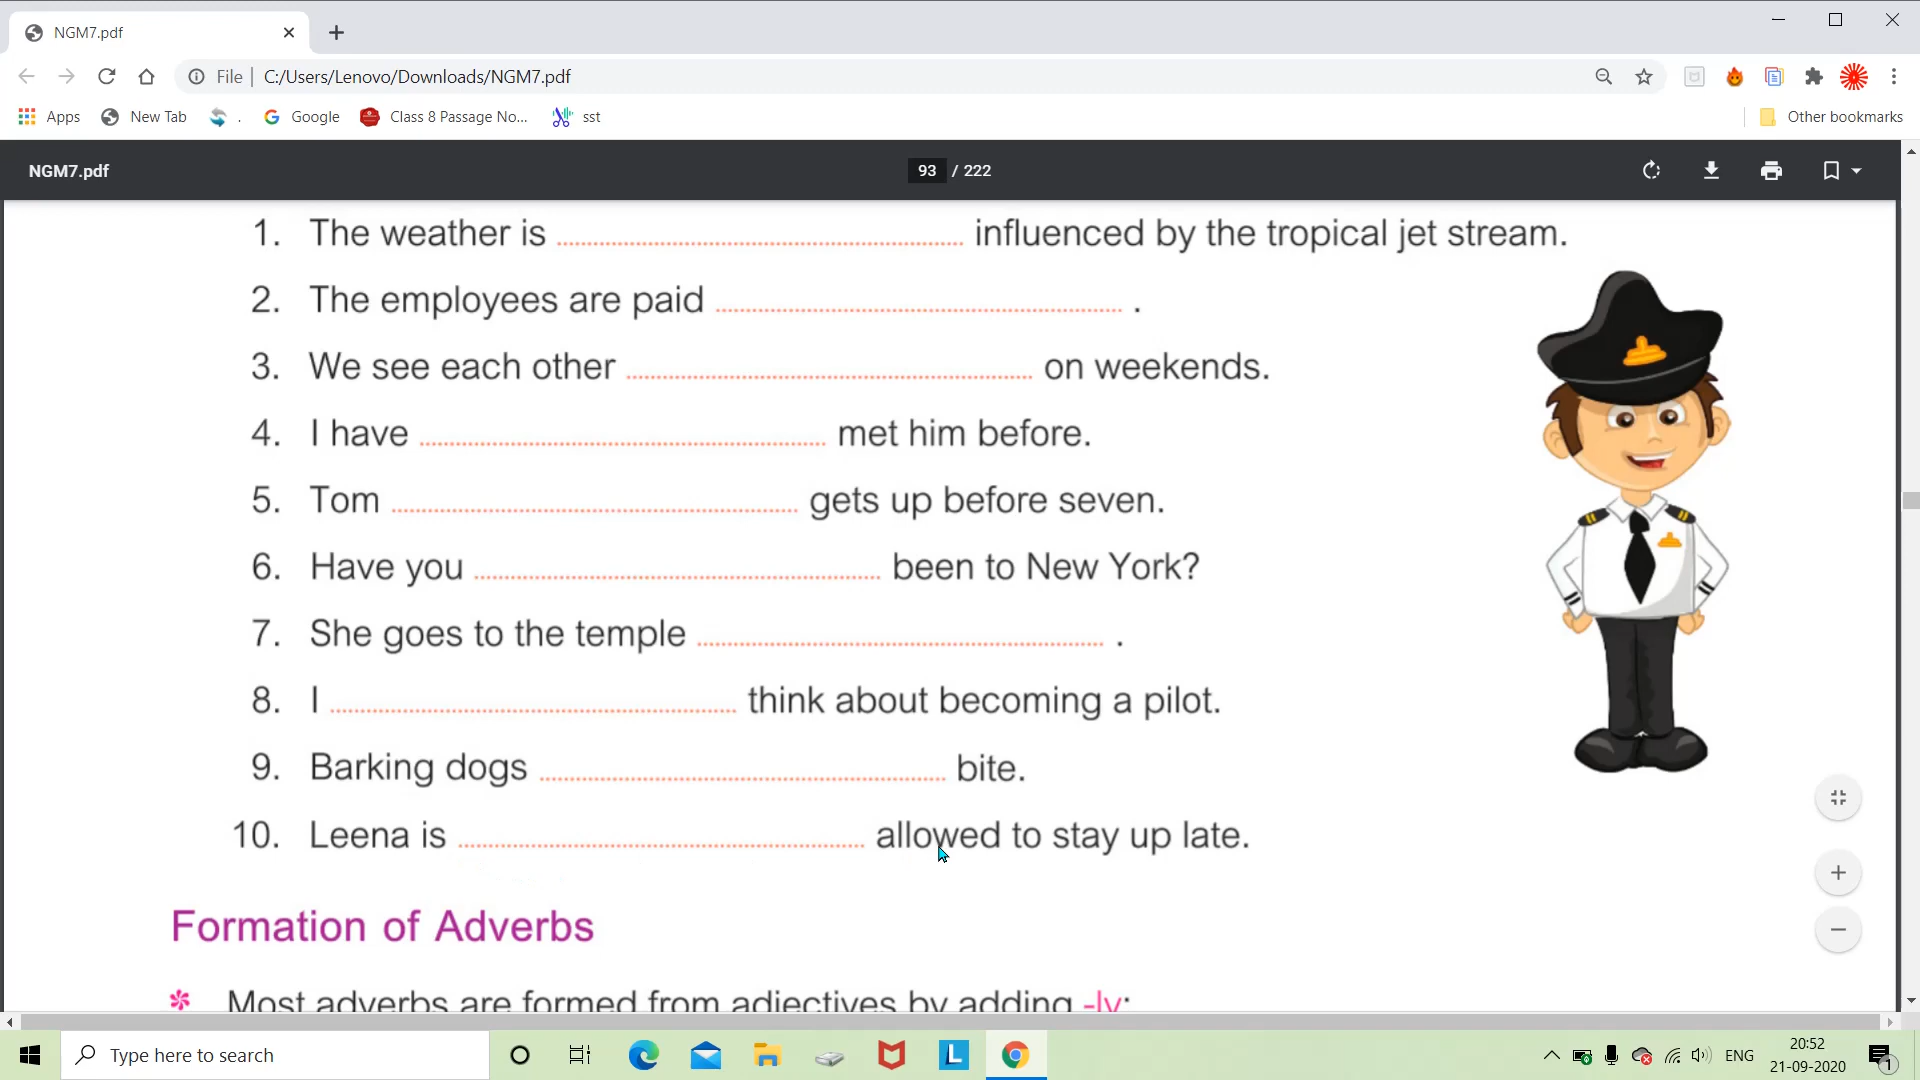 NGM7.pdf
File | C:/Users/Lenovo/Downloads/NGM7.pdf
Apps New Tab . Google Class 8 Passage No... sst Other bookmarks
NGM7.pdf 93 / 222
1. The weather is ........ influenced by the tropical jet stream.
2. The employees are paid ........ .
3. We see each other ........ on weekends.
4. I have ........ met him before.
5. Tom ........ gets up before seven.
6. Have you ........ been to New York?
7. She goes to the temple ........ .
8. I ........ think about becoming a pilot.
9. Barking dogs ........ bite.
10. Leena is ........ allowed to stay up late.
Formation of Adverbs
* Most adverbs are formed from adjectives by adding -ly:
Type here to search
L
ENG
20:52
21-09-2020
1